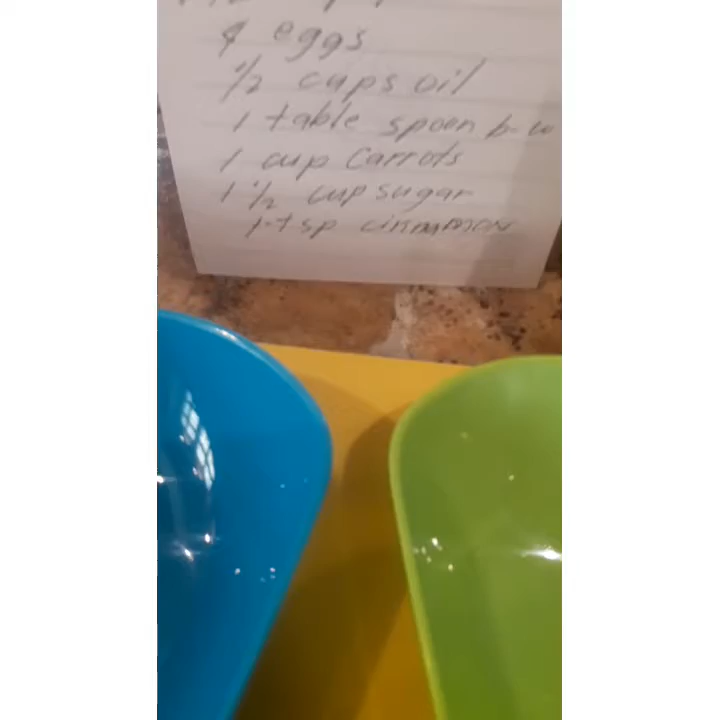 4 eggs
1/2 cups oil
1 table spoon
1 cup Carrots
1 1/2 cup sugar
1 tsp cinnamon